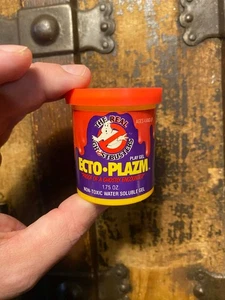 THE REAL
GHOSTBUSTERS
PLAY GEL
ECTO-PLAZM
1.75 OZ.
NON-TOXIC WATER SOLUBLE GEL